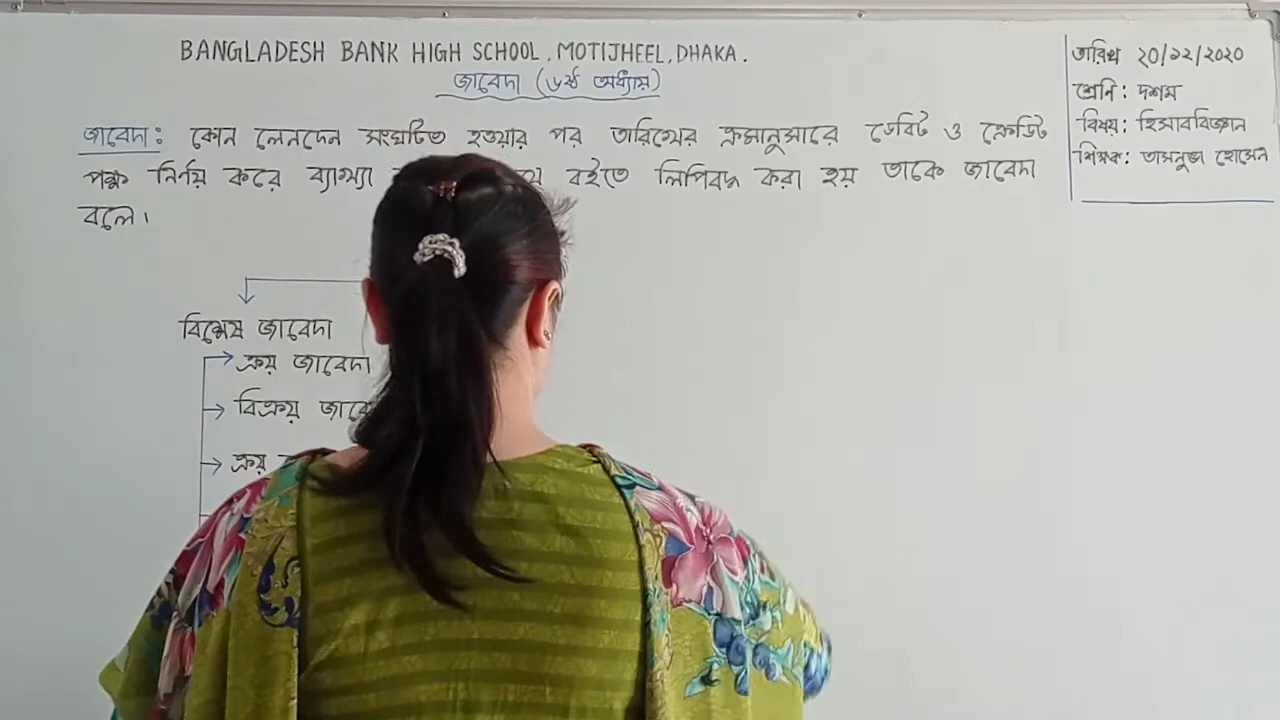 BANGLADESH BANK HIGH SCHOOL, MOTIJHEEL, DHAKA.
জাবেদা (৬ষ্ঠ অধ্যায়)
তারিখ ২০/১২/২০২০
শ্রেনি: দশম
বিষয়: হিসাববিজ্ঞান
শিক্ষক: তাসনুভা হোসেন
জাবেদা: কোন লেনদেন সংঘটিত হওয়ার পর তারিখের ক্রমানুসারে ডেবিট ও ক্রেডিট
পক্ষ নির্নয় করে ব্যাখ্যা বইতে লিপিবদ্ধ করা হয় তাকে জাবেদা
বলে।
বিশেষ জাবেদা
ক্রয় জাবেদা
বিক্রয়
ক্রয়